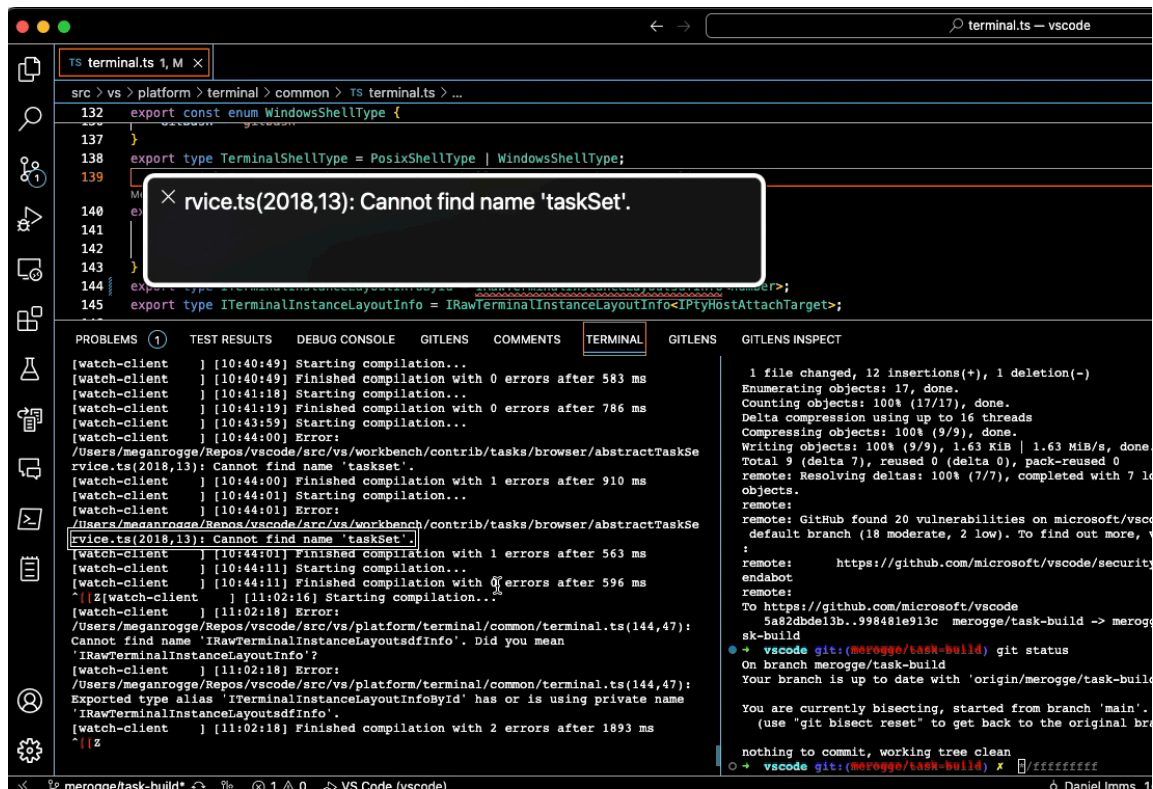 terminal.ts — vscode
TS terminal.ts 1, M
src > vs > platform > terminal > common > TS terminal.ts > ...
132 export const enum WindowsShellType {
137 }
138 export type TerminalShellType = PosixShellType | WindowsShellType;
139
rvice.ts(2018,13): Cannot find name 'taskSet'.
140
141
142
143 }
144
145 export type ITerminalInstanceLayoutInfo = IRawTerminalInstanceLayoutInfo<IPtyHostAttachTarget>;
PROBLEMS 1 TEST RESULTS DEBUG CONSOLE GITLENS COMMENTS TERMINAL GITLENS GITLENS INSPECT
[watch-client ] [10:40:49] Starting compilation...
[watch-client ] [10:40:49] Finished compilation with 0 errors after 583 ms
[watch-client ] [10:41:18] Starting compilation...
[watch-client ] [10:41:19] Finished compilation with 0 errors after 786 ms
[watch-client ] [10:43:59] Starting compilation...
[watch-client ] [10:44:00] Error:
/Users/meganrogge/Repos/vscode/src/vs/workbench/contrib/tasks/browser/abstractTaskSe
rvice.ts(2018,13): Cannot find name 'taskset'.
[watch-client ] [10:44:00] Finished compilation with 1 errors after 910 ms
[watch-client ] [10:44:01] Starting compilation...
[watch-client ] [10:44:01] Error:
/Users/meganrogge/Repos/vscode/src/vs/workbench/contrib/tasks/browser/abstractTaskSe
rvice.ts(2018,13): Cannot find name 'taskSet'.
[watch-client ] [10:44:01] Finished compilation with 1 errors after 563 ms
[watch-client ] [10:44:11] Starting compilation...
[watch-client ] [10:44:11] Finished compilation with 0 errors after 596 ms
^[[Z[watch-client ] [11:02:16] Starting compilation...
[watch-client ] [11:02:18] Error:
/Users/meganrogge/Repos/vscode/src/vs/platform/terminal/common/terminal.ts(144,47):
Cannot find name 'IRawTerminalInstanceLayoutsdfInfo'. Did you mean
'IRawTerminalInstanceLayoutInfo'?
[watch-client ] [11:02:18] Error:
/Users/meganrogge/Repos/vscode/src/vs/platform/terminal/common/terminal.ts(144,47):
Exported type alias 'ITerminalInstanceLayoutInfoById' has or is using private name
'IRawTerminalInstanceLayoutsdfInfo'.
[watch-client ] [11:02:18] Finished compilation with 2 errors after 1893 ms
^[[Z
1 file changed, 12 insertions(+), 1 deletion(-)
Enumerating objects: 17, done.
Counting objects: 100% (17/17), done.
Delta compression using up to 16 threads
Compressing objects: 100% (9/9), done.
Writing objects: 100% (9/9), 1.63 KiB | 1.63 MiB/s, done.
Total 9 (delta 7), reused 0 (delta 0), pack-reused 0
remote: Resolving deltas: 100% (7/7), completed with 7 lo
objects.
remote:
remote: GitHub found 20 vulnerabilities on microsoft/vsco
default branch (18 moderate, 2 low). To find out more, v
:
remote: https://github.com/microsoft/vscode/security
endabot
remote:
To https://github.com/microsoft/vscode
5a82dbde13b..998481e913c merogge/task-build -> merogg
sk-build
vscode git:(merogge/task-build) git status
On branch merogge/task-build
Your branch is up to date with 'origin/merogge/task-build
You are currently bisecting, started from branch 'main'.
(use "git bisect reset" to get back to the original bra
nothing to commit, working tree clean
vscode git:(merogge/task-build) ✗ /fffffffff
merogge/task-build* 1 0 VS Code (vscode) Daniel Imms, 1